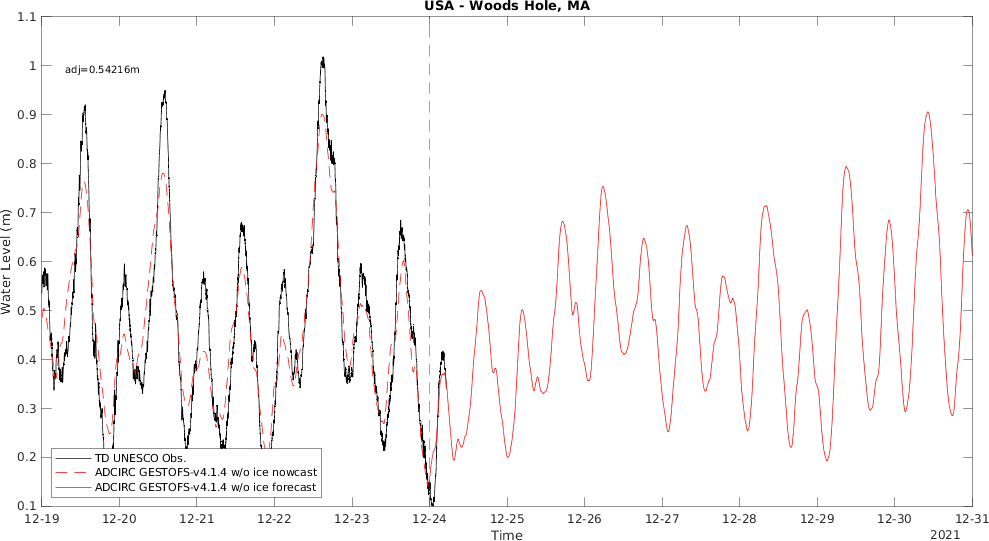 USA - Woods Hole, MA
1.1
1
0.9
0.8
0.7
0.6
0.5
0.4
0.3
0.2
0.1
Water Level (m)
adj=0.54216m
TD UNESCO Obs.
ADCIRC GESTOFS-v4.1.4 w/o ice nowcast
ADCIRC GESTOFS-v4.1.4 w/o ice forecast
12-19 12-20 12-21 12-22 12-23 12-24 12-25 12-26 12-27 12-28 12-29 12-30 12-31
Time
2021